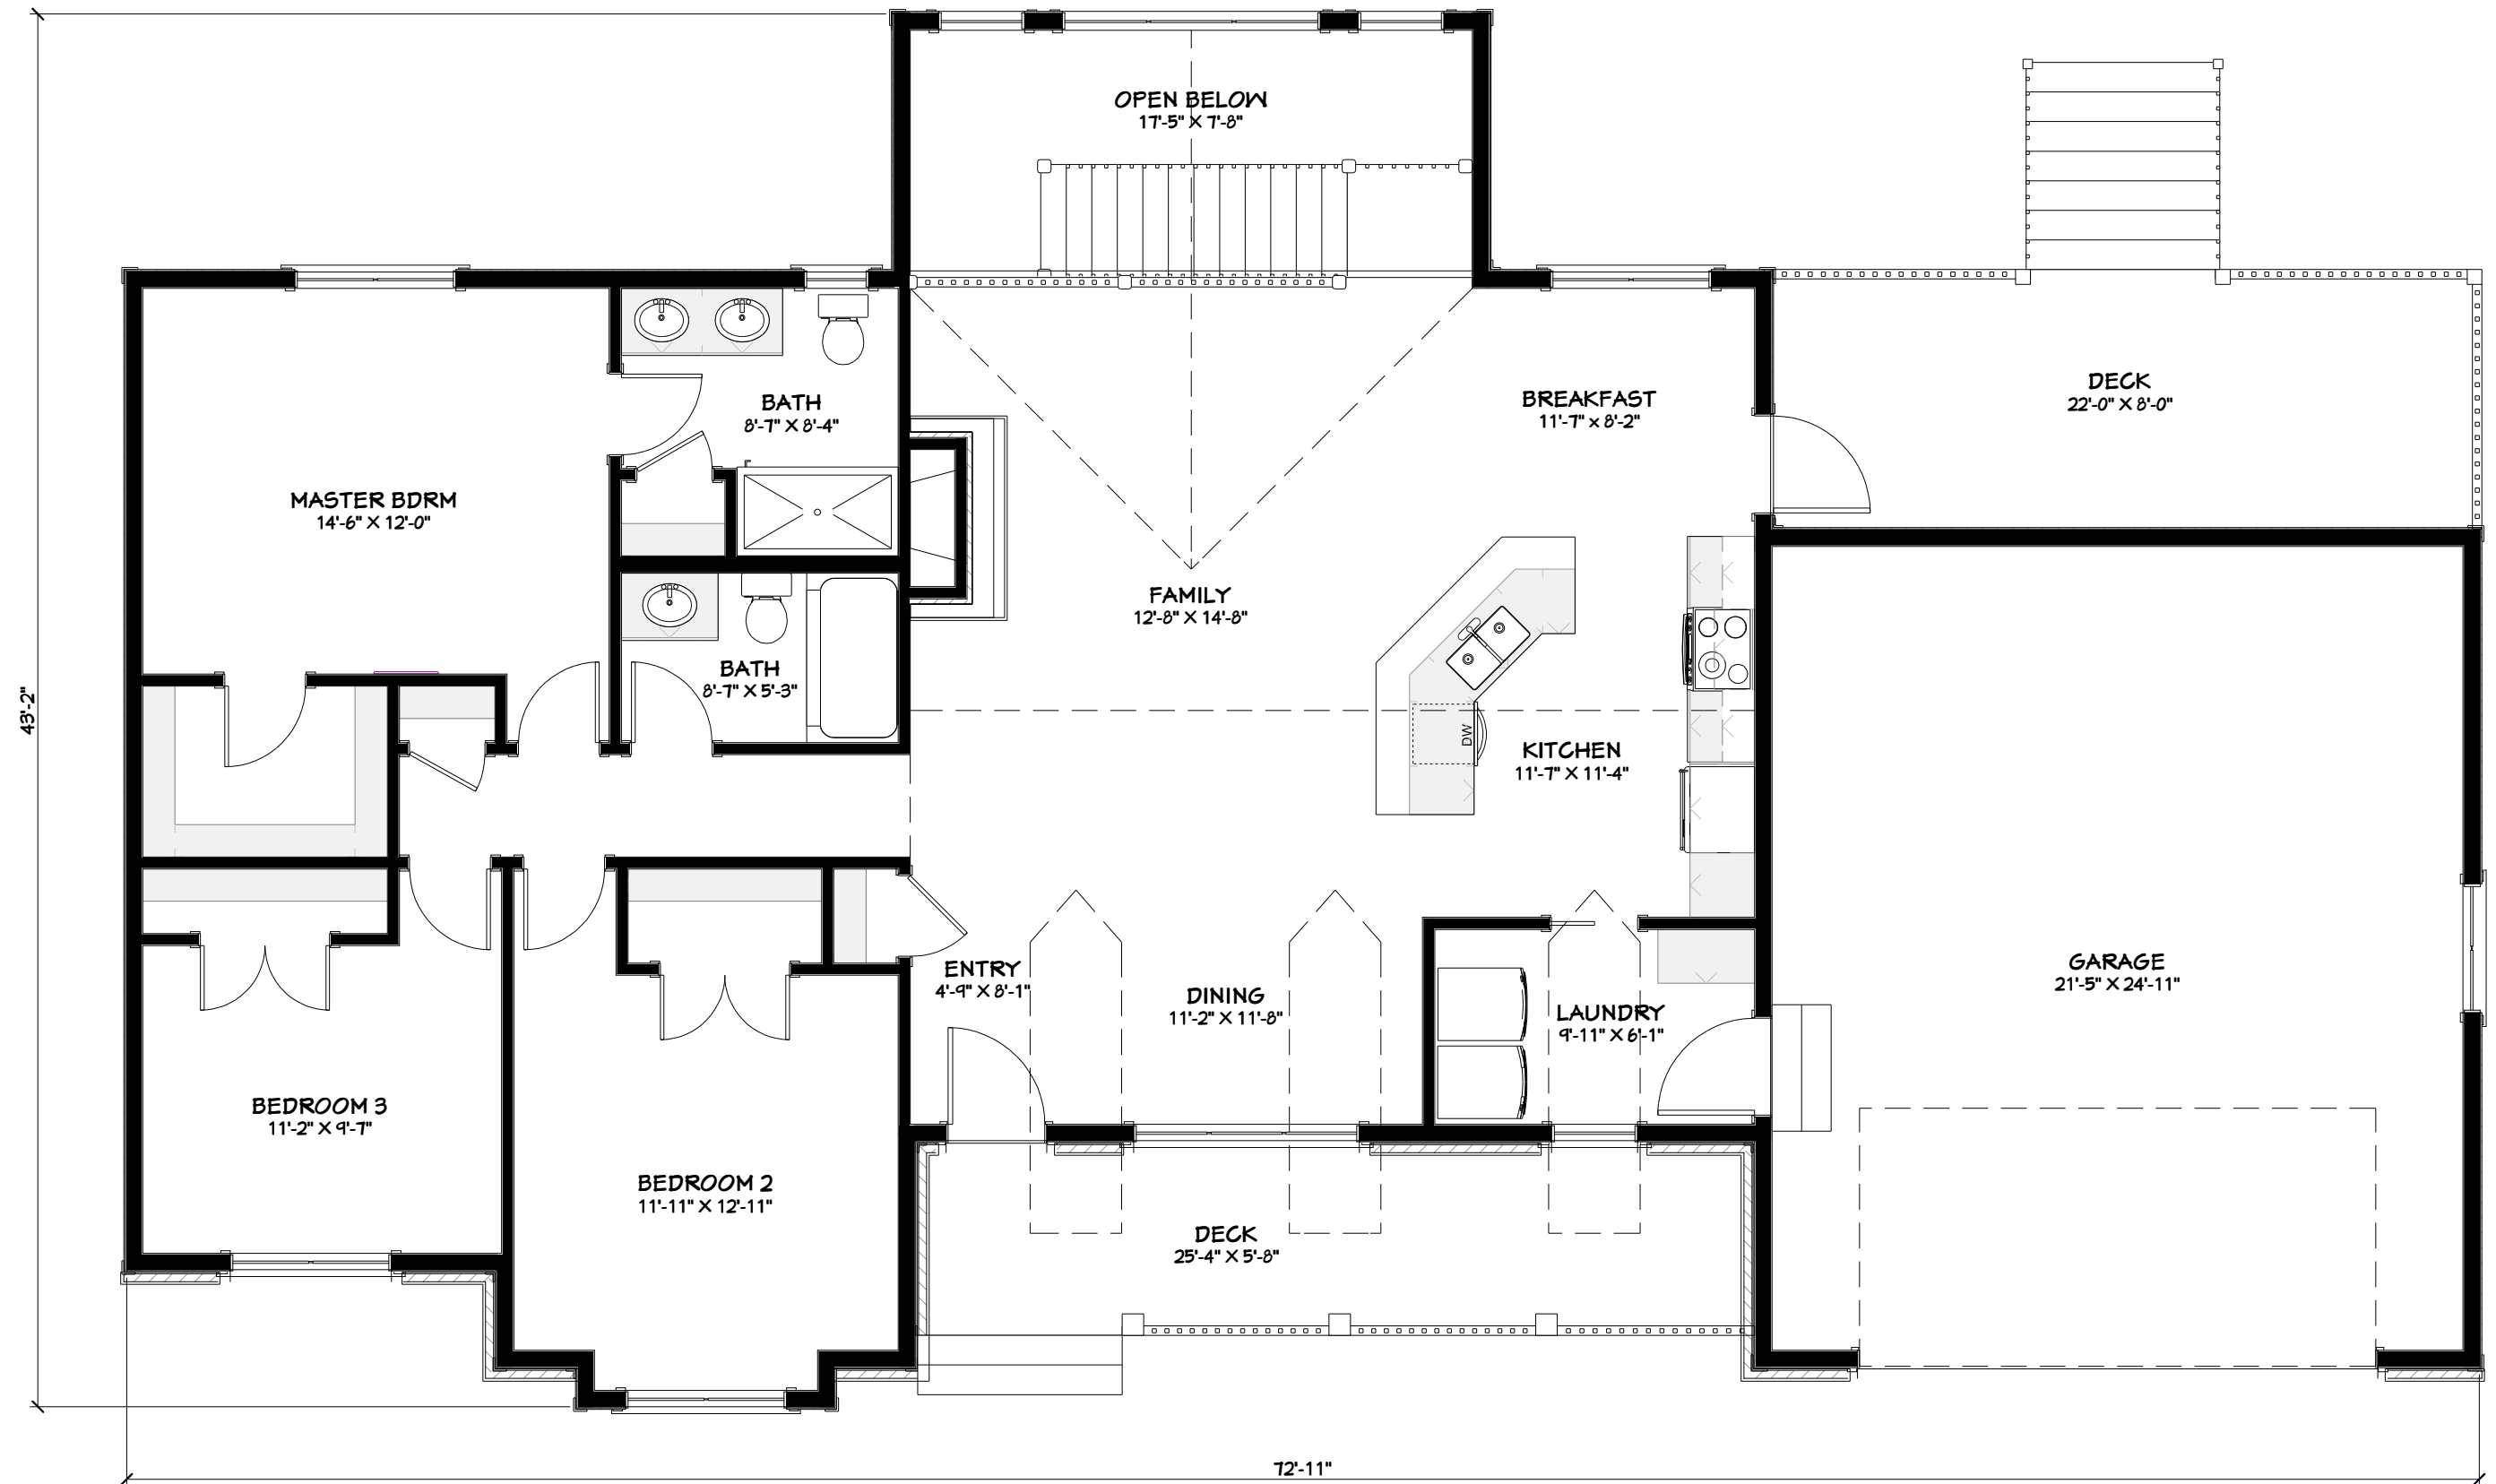 OPEN BELOW
17'-5" X 7'-8"
DECK
22'-0" X 8'-0"
BATH
8'-7" X 8'-4"
BREAKFAST
11'-7" x 8'-2"
MASTER BDRM
14'-6" X 12'-0"
FAMILY
12'-8" X 14'-8"
BATH
8'-7" X 5'-3"
43'-2"
DW
KITCHEN
11'-7" X 11'-4"
ENTRY
4'-9" X 8'-1"
DINING
11'-2" X 11'-8"
LAUNDRY
9'-11" X 6'-1"
GARAGE
21'-5" X 24'-11"
BEDROOM 3
11'-2" X 9'-7"
BEDROOM 2
11'-11" X 12'-11"
DECK
25'-4" X 5'-8"
72'-11"